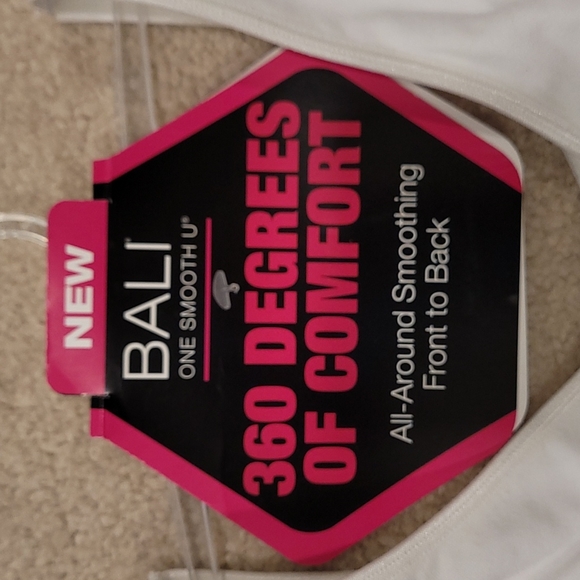 NEW
BALI
ONE SMOOTH U®
360 DEGREES
OF COMFORT
All-Around Smoothing
Front to Back